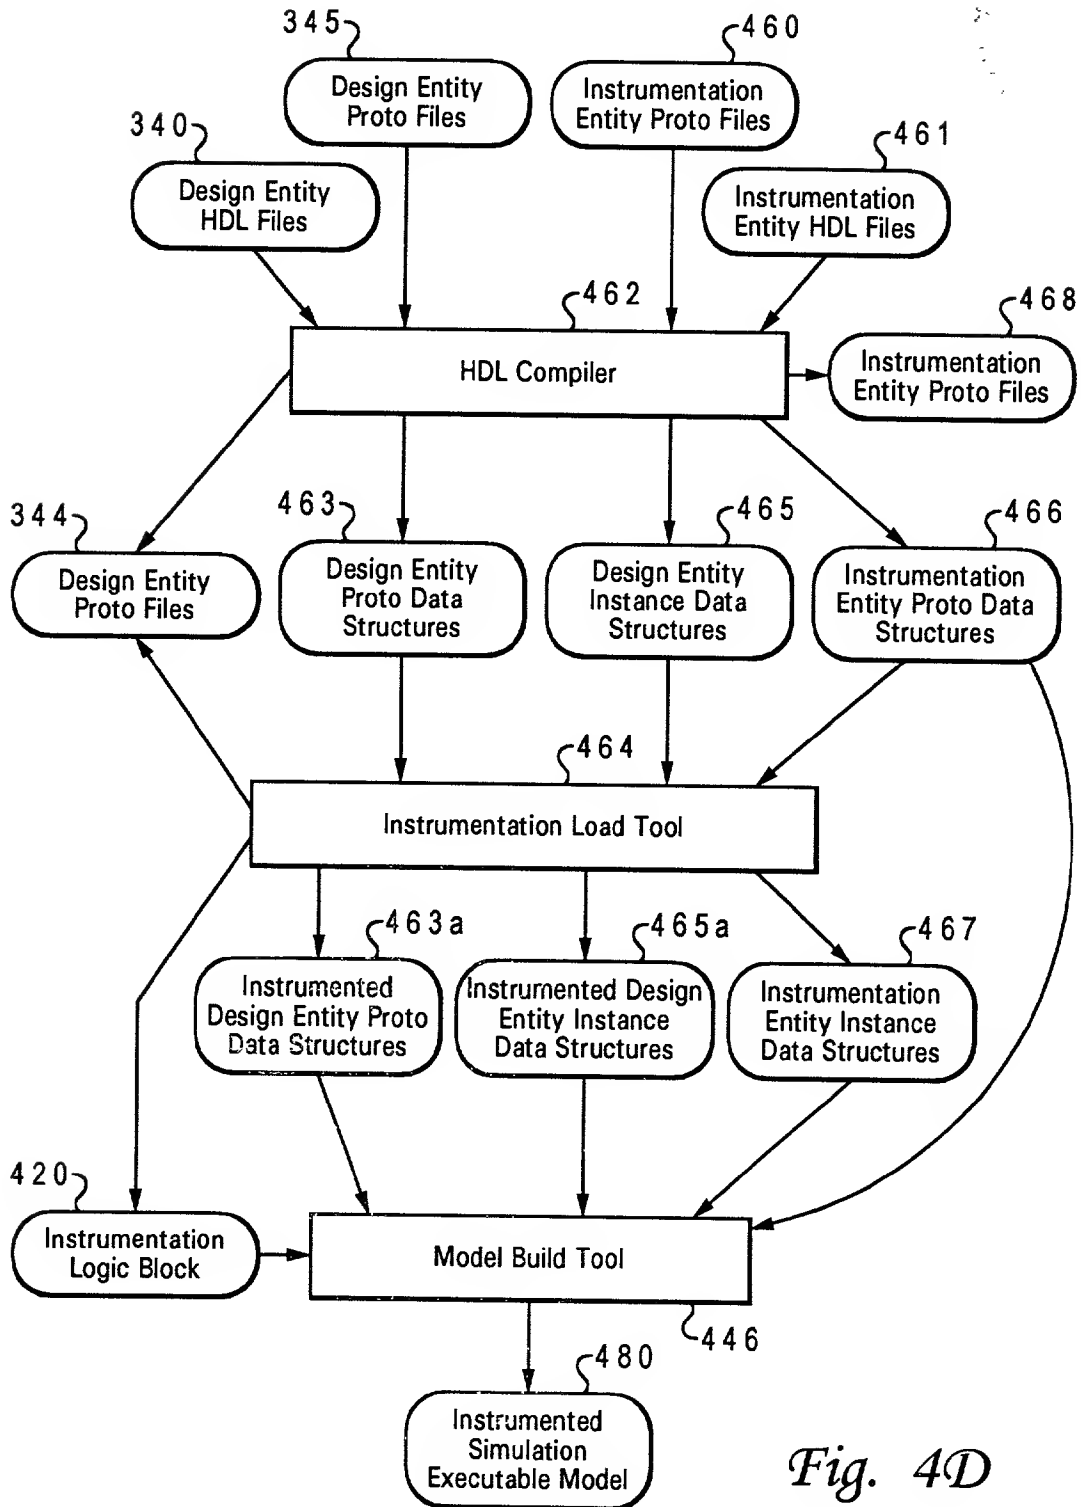 345
460
Design Entity
Proto Files
Instrumentation
Entity Proto Files
340
461
Design Entity
HDL Files
Instrumentation
Entity HDL Files
462
468
HDL Compiler
Instrumentation
Entity Proto Files
344
463
465
466
Design Entity
Proto Files
Design Entity
Proto Data
Structures
Design Entity
Instance Data
Structures
Instrumentation
Entity Proto Data
Structures
464
Instrumentation Load Tool
463a
465a
467
Instrumented
Design Entity Proto
Data Structures
Instrumented Design
Entity Instance
Data Structures
Instrumentation
Entity Instance
Data Structures
420
Instrumentation
Logic Block
Model Build Tool
446
480
Instrumented
Simulation
Executable Model
Fig. 4D